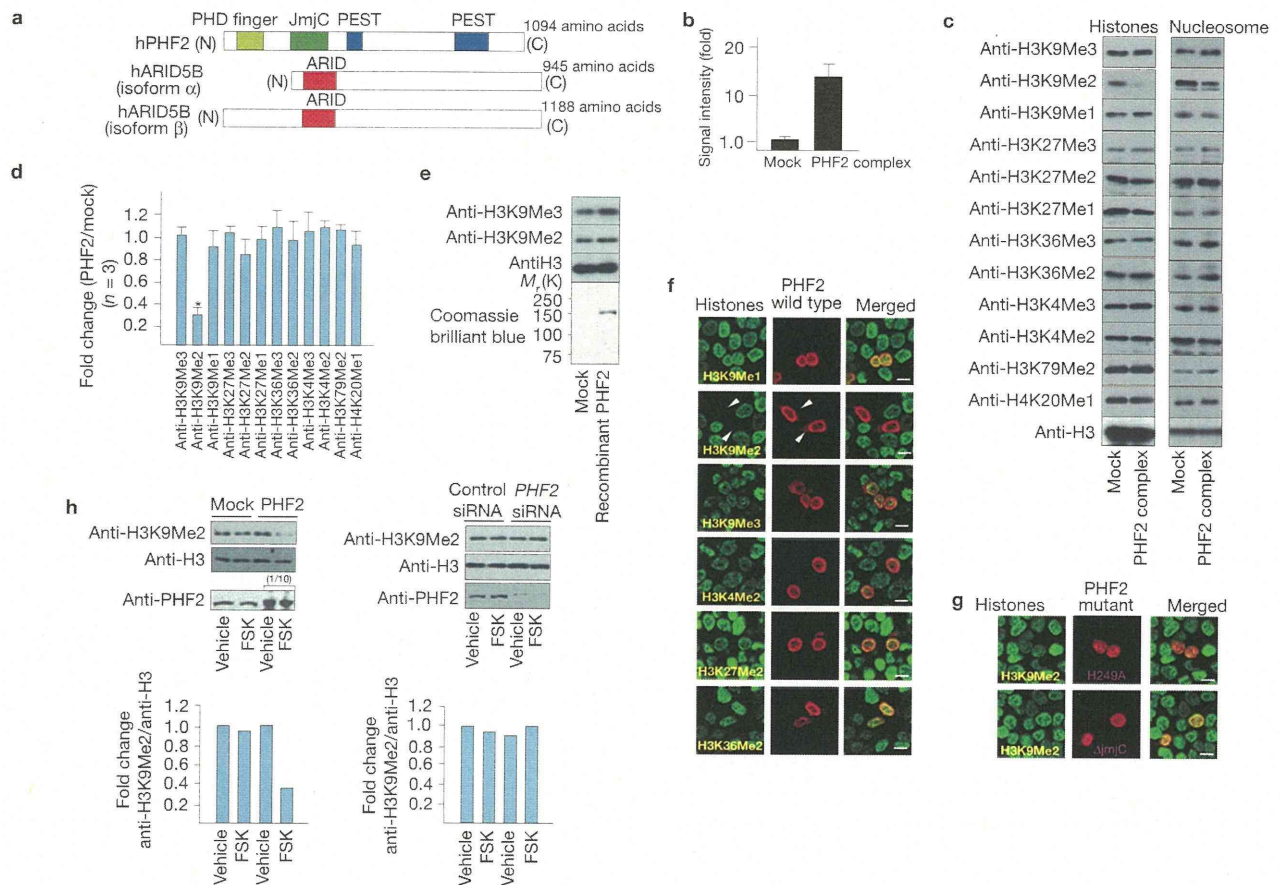 a
PHD finger JmjC PEST PEST
hPHF2 (N) (C) 1094 amino acids
ARID
hARID5B (isoform α) (N) (C) 945 amino acids
ARID
hARID5B (isoform β) (N) (C) 1188 amino acids
b
Signal intensity (fold)
20
10
1.0
Mock PHF2 complex
c
Histones Nucleosome
Anti-H3K9Me3
Anti-H3K9Me2
Anti-H3K9Me1
Anti-H3K27Me3
Anti-H3K27Me2
Anti-H3K27Me1
Anti-H3K36Me3
Anti-H3K36Me2
Anti-H3K4Me3
Anti-H3K4Me2
Anti-H3K79Me2
Anti-H4K20Me1
Anti-H3
Mock
PHF2 complex
Mock
PHF2 complex
d
Fold change (PHF2/mock)
(n = 3)
1.2
1.0
0.8
0.6
0.4
0.2
*
Anti-H3K9Me3
Anti-H3K9Me2
Anti-H3K9Me1
Anti-H3K27Me3
Anti-H3K27Me2
Anti-H3K27Me1
Anti-H3K36Me3
Anti-H3K36Me2
Anti-H3K4Me3
Anti-H3K4Me2
Anti-H3K79Me2
Anti-H4K20Me1
e
Anti-H3K9Me3
Anti-H3K9Me2
AntiH3
Mr(K)
250
150
100
75
Coomassie
brilliant blue
Mock
Recombinant PHF2
f
Histones PHF2 wild type Merged
H3K9Me1
H3K9Me2
H3K9Me3
H3K4Me2
H3K27Me2
H3K36Me2
g
Histones PHF2 mutant Merged
H3K9Me2 H249A
H3K9Me2 ΔjmjC
h
Mock PHF2
Anti-H3K9Me2
Anti-H3
(1/10)
Anti-PHF2
Vehicle
FSK
Vehicle
FSK
Fold change
anti-H3K9Me2/anti-H3
1.2
1.0
0.8
0.6
0.4
0.2
Vehicle
FSK
Vehicle
FSK
Control siRNA PHF2 siRNA
Anti-H3K9Me2
Anti-H3
Anti-PHF2
Vehicle
FSK
Vehicle
FSK
Fold change
anti-H3K9Me2/anti-H3
1.2
1.0
0.8
0.6
0.4
0.2
Vehicle
FSK
Vehicle
FSK